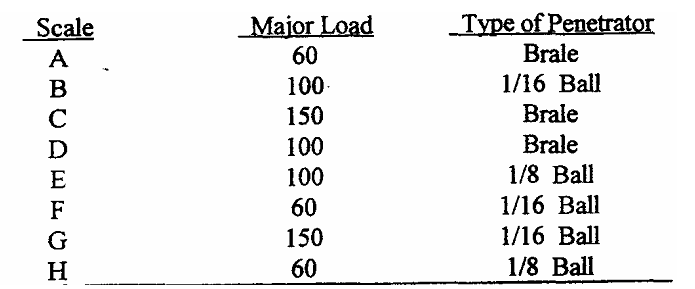 Scale Major Load Type of Penetrator
A 60 Brale
B 100 1/16 Ball
C 150 Brale
D 100 Brale
E 100 1/8 Ball
F 60 1/16 Ball
G 150 1/16 Ball
H 60 1/8 Ball